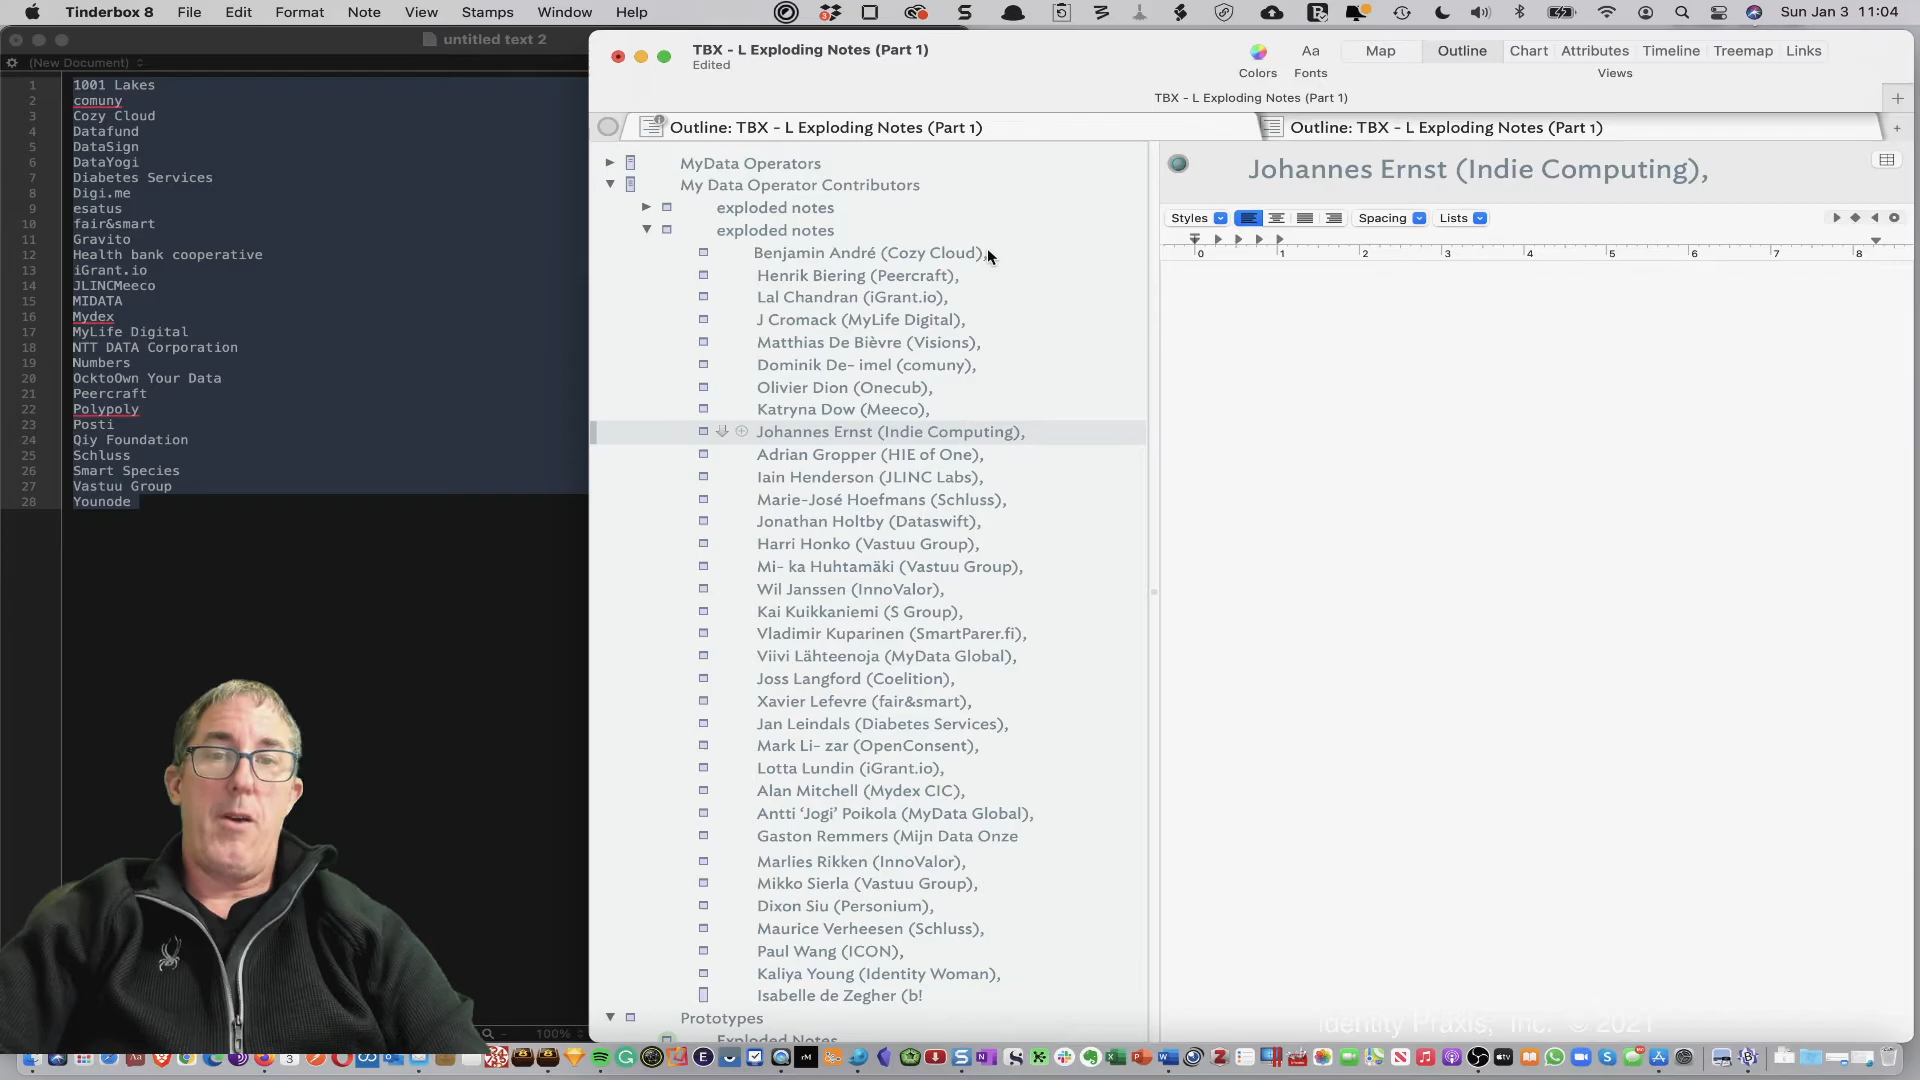 Tinderbox 8 File Edit Format Note View Stamps Window Help
Sun Jan 3 11:04
untitled text 2
(New Document)
1 1001 Lakes
2 comuny
3 Cozy Cloud
4 Datafund
5 DataSign
6 DataYogi
7 Diabetes Services
8 Digi.me
9 esatus
10 fair&smart
11 Gravito
12 Health bank cooperative
13 iGrant.io
14 JLINCMeeco
15 MIDATA
16 Mydex
17 MyLife Digital
18 NTT DATA Corporation
19 Numbers
20 OcktoOwn Your Data
21 Peercraft
22 Polypoly
23 Posti
24 Qiy Foundation
25 Schluss
26 Smart Species
27 Vastuu Group
28 Younode
100%
TBX - L Exploding Notes (Part 1)
Edited
Aa Map Outline Chart Attributes Timeline Treemap Links
Colors Fonts Views
TBX - L Exploding Notes (Part 1)
Outline: TBX - L Exploding Notes (Part 1)
Outline: TBX - L Exploding Notes (Part 1)
MyData Operators
My Data Operator Contributors
exploded notes
exploded notes
Benjamin André (Cozy Cloud),
Henrik Biering (Peercraft),
Lal Chandran (iGrant.io),
J Cromack (MyLife Digital),
Matthias De Bièvre (Visions),
Dominik De- imel (comuny),
Olivier Dion (Onecub),
Katryna Dow (Meeco),
Johannes Ernst (Indie Computing),
Adrian Gropper (HIE of One),
Iain Henderson (JLINC Labs),
Marie-José Hoefmans (Schluss),
Jonathan Holtby (Dataswift),
Harri Honko (Vastuu Group),
Mi- ka Huhtamäki (Vastuu Group),
Wil Janssen (InnoValor),
Kai Kuikkaniemi (S Group),
Vladimir Kuparinen (SmartParer.fi),
Viivi Lähteenoja (MyData Global),
Joss Langford (Coelition),
Xavier Lefevre (fair&smart),
Jan Leindals (Diabetes Services),
Mark Li- zar (OpenConsent),
Lotta Lundin (iGrant.io),
Alan Mitchell (Mydex CIC),
Antti ‘Jogi’ Poikola (MyData Global),
Gaston Remmers (Mijn Data Onze
Marlies Rikken (InnoValor),
Mikko Sierla (Vastuu Group),
Dixon Siu (Personium),
Maurice Verheesen (Schluss),
Paul Wang (ICON),
Kaliya Young (Identity Woman),
Isabelle de Zegher (b!
Prototypes
Exploded Notes
Johannes Ernst (Indie Computing),
Styles Spacing Lists
0 1 2 3 4 5 6 7 8
Identity Praxis, Inc. © 2021